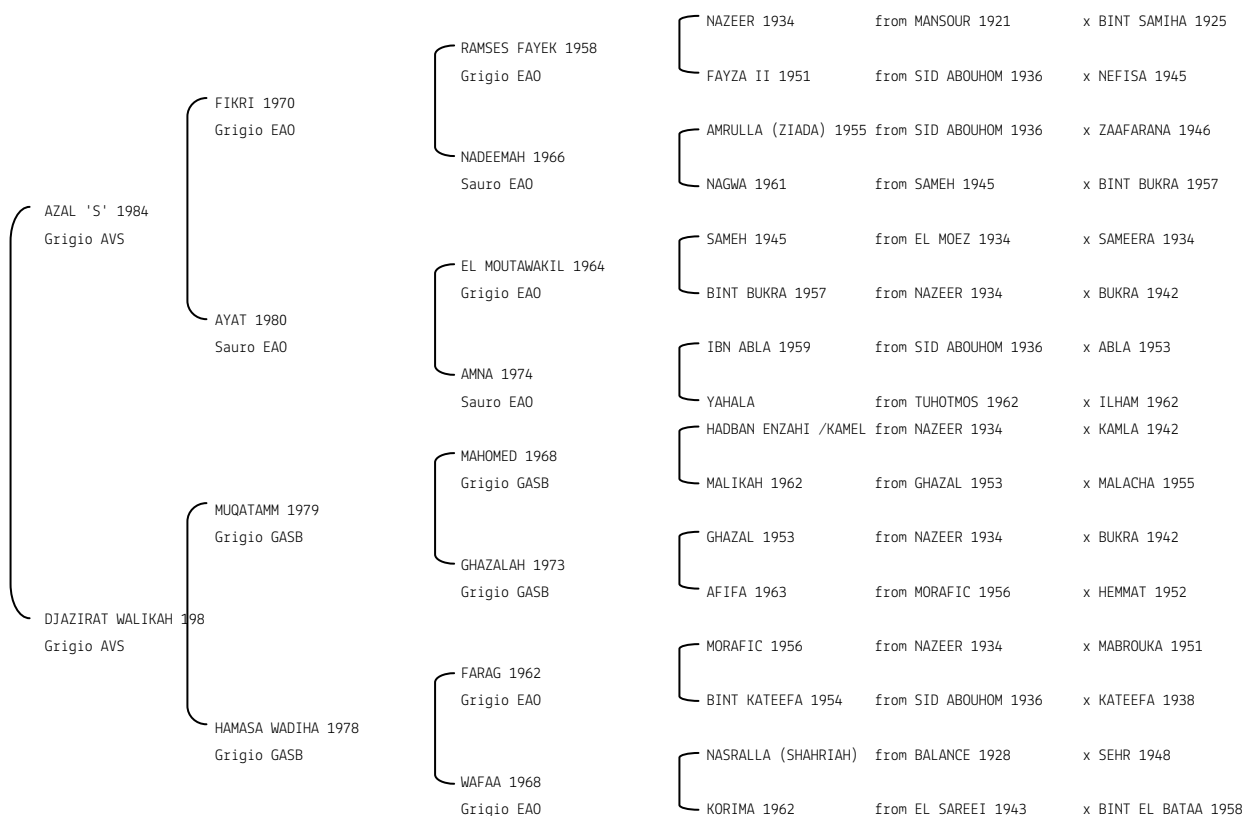 NAZEER 1934 from MANSOUR 1921 x BINT SAMIHA 1925
RAMSES FAYEK 1958
Grigio EAO
FAYZA II 1951 from SID ABOUHOM 1936 x NEFISA 1945
FIKRI 1970
Grigio EAO
AMRULLA (ZIADA) 1955 from SID ABOUHOM 1936 x ZAAFARANA 1946
NADEEMAH 1966
Sauro EAO
NAGWA 1961 from SAMEH 1945 x BINT BUKRA 1957
AZAL 'S' 1984
Grigio AVS
SAMEH 1945 from EL MOEZ 1934 x SAMEERA 1934
EL MOUTAWAKIL 1964
Grigio EAO
BINT BUKRA 1957 from NAZEER 1934 x BUKRA 1942
AYAT 1980
Sauro EAO
IBN ABLA 1959 from SID ABOUHOM 1936 x ABLA 1953
AMNA 1974
Sauro EAO
YAHALA from TUHOTMOS 1962 x ILHAM 1962
HADBAN ENZAHI /KAMEL from NAZEER 1934 x KAMLA 1942
MAHOMED 1968
Grigio GASB
MALIKAH 1962 from GHAZAL 1953 x MALACHA 1955
MUQATAMM 1979
Grigio GASB
GHAZAL 1953 from NAZEER 1934 x BUKRA 1942
GHAZALAH 1973
Grigio GASB
AFIFA 1963 from MORAFIC 1956 x HEMMAT 1952
DJAZIRAT WALIKAH 198
Grigio AVS
MORAFIC 1956 from NAZEER 1934 x MABROUKA 1951
FARAG 1962
Grigio EAO
BINT KATEEFA 1954 from SID ABOUHOM 1936 x KATEEFA 1938
HAMASA WADIHA 1978
Grigio GASB
NASRALLA (SHAHRIAH) from BALANCE 1928 x SEHR 1948
WAFAA 1968
Grigio EAO
KORIMA 1962 from EL SAREEI 1943 x BINT EL BATAA 1958